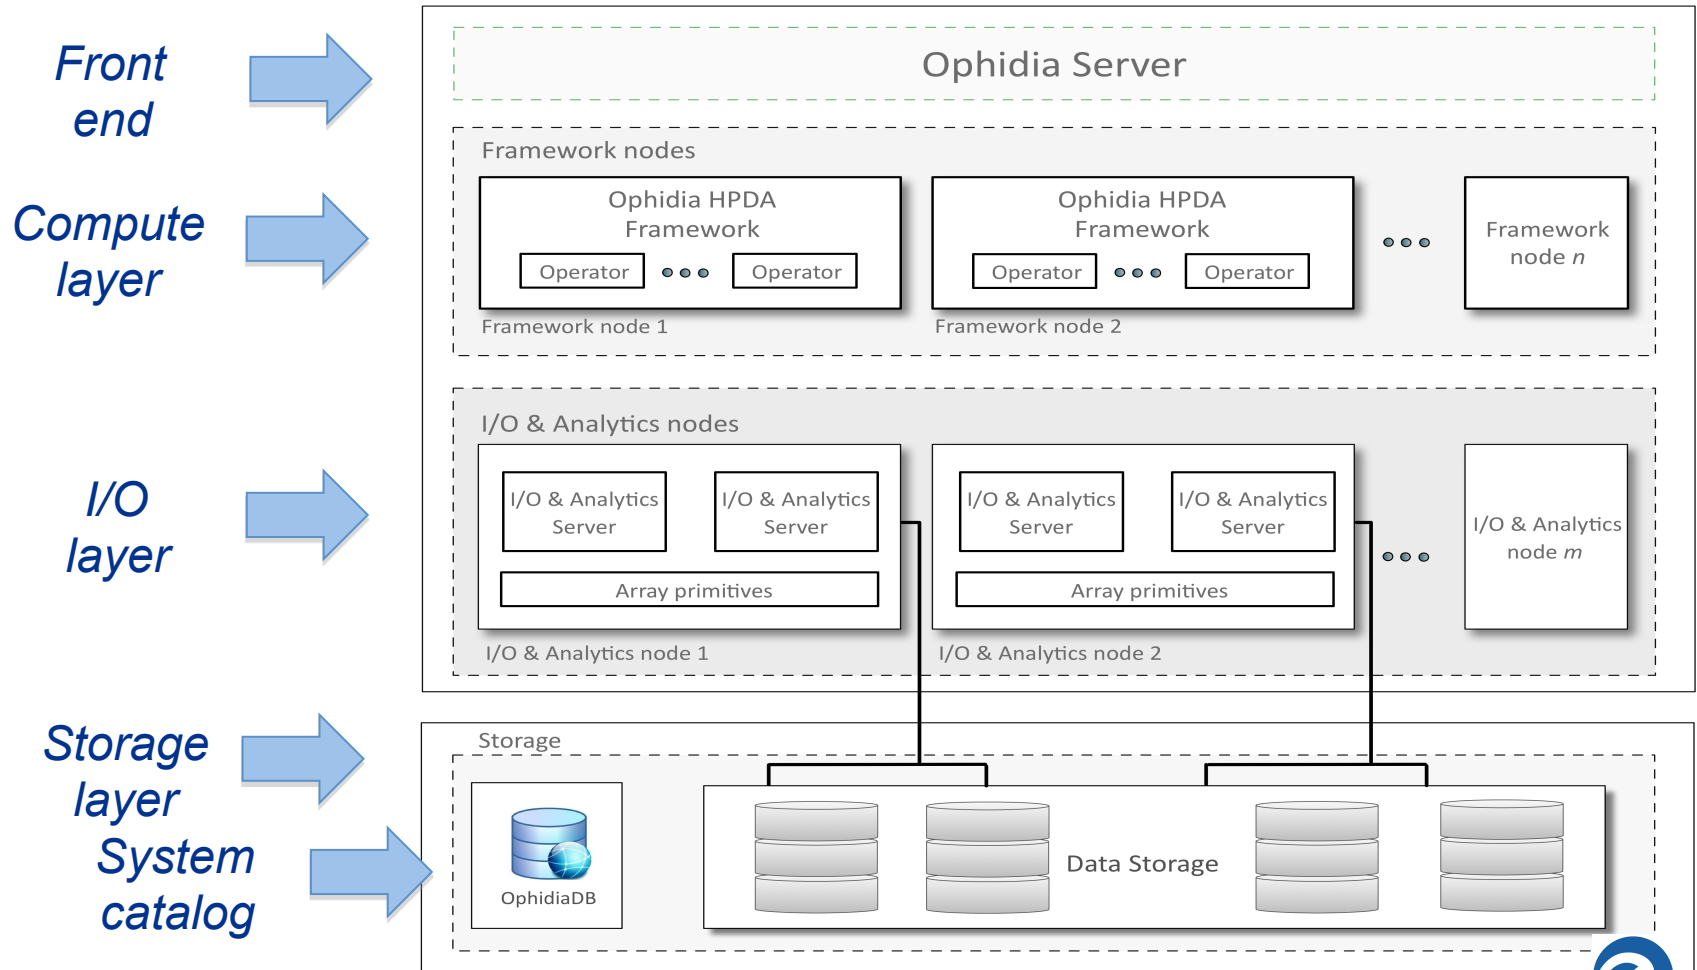 Front
end
Ophidia Server
Compute
layer
Framework nodes
Ophidia HPDA
Framework
Operator
Operator
Framework node 1
Ophidia HPDA
Framework
Operator
Operator
Framework node 2
Framework
node n
I/O
layer
I/O & Analytics nodes
I/O & Analytics
Server
I/O & Analytics
Server
Array primitives
I/O & Analytics node 1
I/O & Analytics
Server
I/O & Analytics
Server
Array primitives
I/O & Analytics node 2
I/O & Analytics
node m
Storage
layer
System
catalog
Storage
OphidiaDB
Data Storage